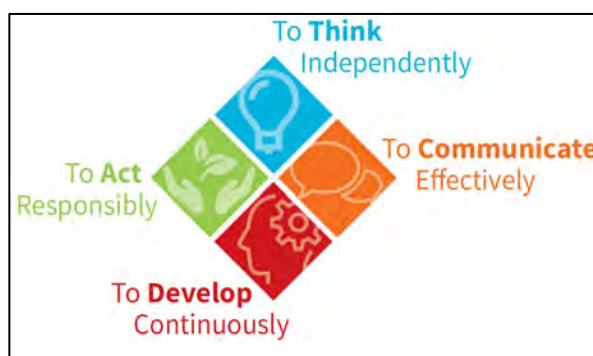 To Think
Independently
To Communicate
Effectively
To Act
Responsibly
To Develop
Continuously